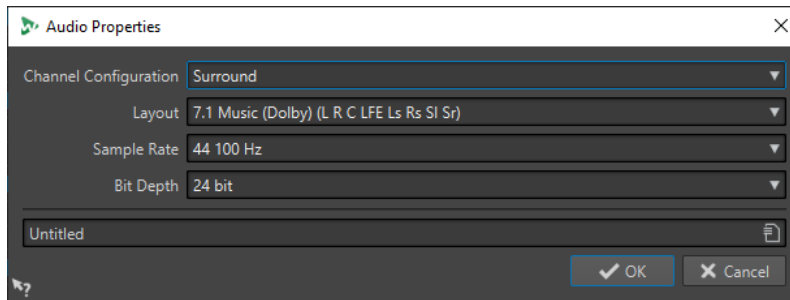 Audio Properties
Channel Configuration Surround
Layout 7.1 Music (Dolby) (L R C LFE Ls Rs Sl Sr)
Sample Rate 44 100 Hz
Bit Depth 24 bit
Untitled
OK Cancel